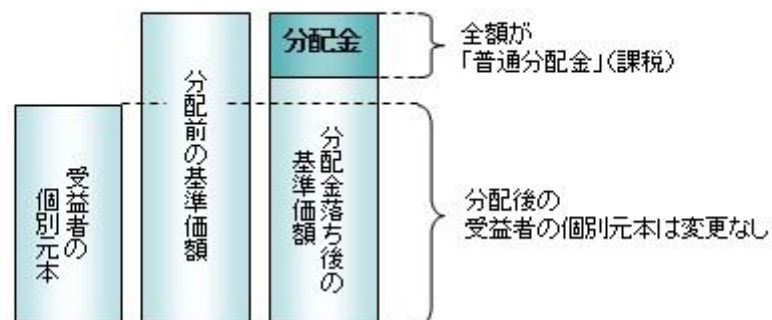 受益者の
個別元本
分配前の基準価額
分配金
分配金落ち後の
基準価額
全額が
「普通分配金」(課税)
分配後の
受益者の個別元本は変更なし